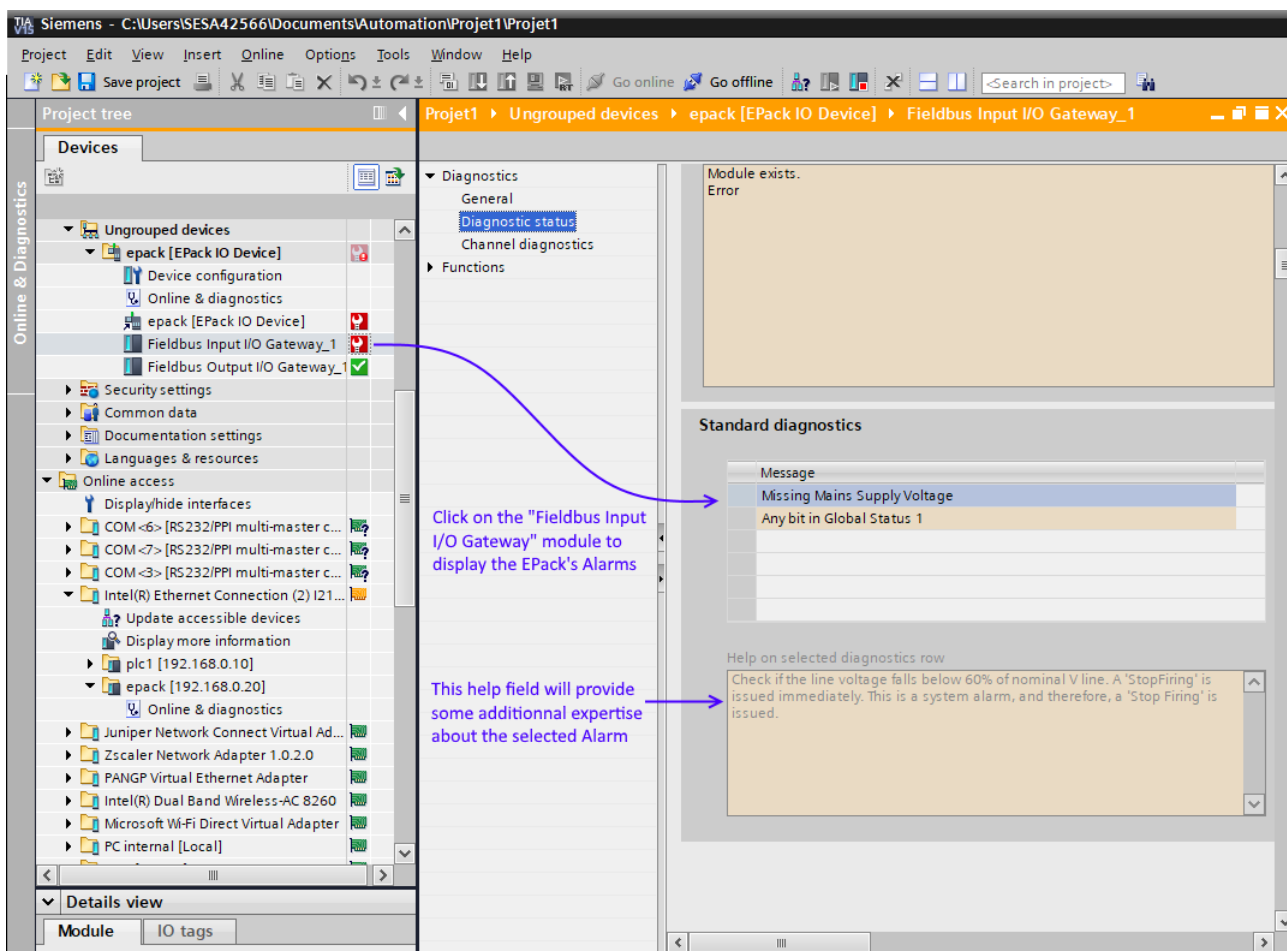 TIA V15 Siemens - C:\Users\SESA42566\Documents\Automation\Projet1\Projet1
Project Edit View Insert Online Options Tools Window Help
Save project Go online Go offline <Search in project>
Project tree
Projet1 Ungrouped devices epack [EPack IO Device] Fieldbus Input I/O Gateway_1
Devices
Online & Diagnostics
Ungrouped devices
epack [EPack IO Device]
Device configuration
Online & diagnostics
epack [EPack IO Device]
Fieldbus Input I/O Gateway_1
Fieldbus Output I/O Gateway_1
Security settings
Common data
Documentation settings
Languages & resources
Online access
Display/hide interfaces
COM <6> [RS232/PPI multi-master c...
COM <7> [RS232/PPI multi-master c...
COM <3> [RS232/PPI multi-master c...
Intel(R) Ethernet Connection (2) I21...
Update accessible devices
Display more information
plc1 [192.168.0.10]
epack [192.168.0.20]
Online & diagnostics
Juniper Network Connect Virtual Ad...
Zscaler Network Adapter 1.0.2.0
PANGP Virtual Ethernet Adapter
Intel(R) Dual Band Wireless-AC 8260
Microsoft Wi-Fi Direct Virtual Adapter
PC internal [Local]
Details view
Module IO tags
Diagnostics
General
Diagnostic status
Channel diagnostics
Functions
Click on the "Fieldbus Input
I/O Gateway" module to
display the EPack's Alarms
This help field will provide
some additionnal expertise
about the selected Alarm
Module exists.
Error
Standard diagnostics
Message
Missing Mains Supply Voltage
Any bit in Global Status 1
Help on selected diagnostics row
Check if the line voltage falls below 60% of nominal V line. A 'StopFiring' is
issued immediately. This is a system alarm, and therefore, a 'Stop Firing' is
issued.